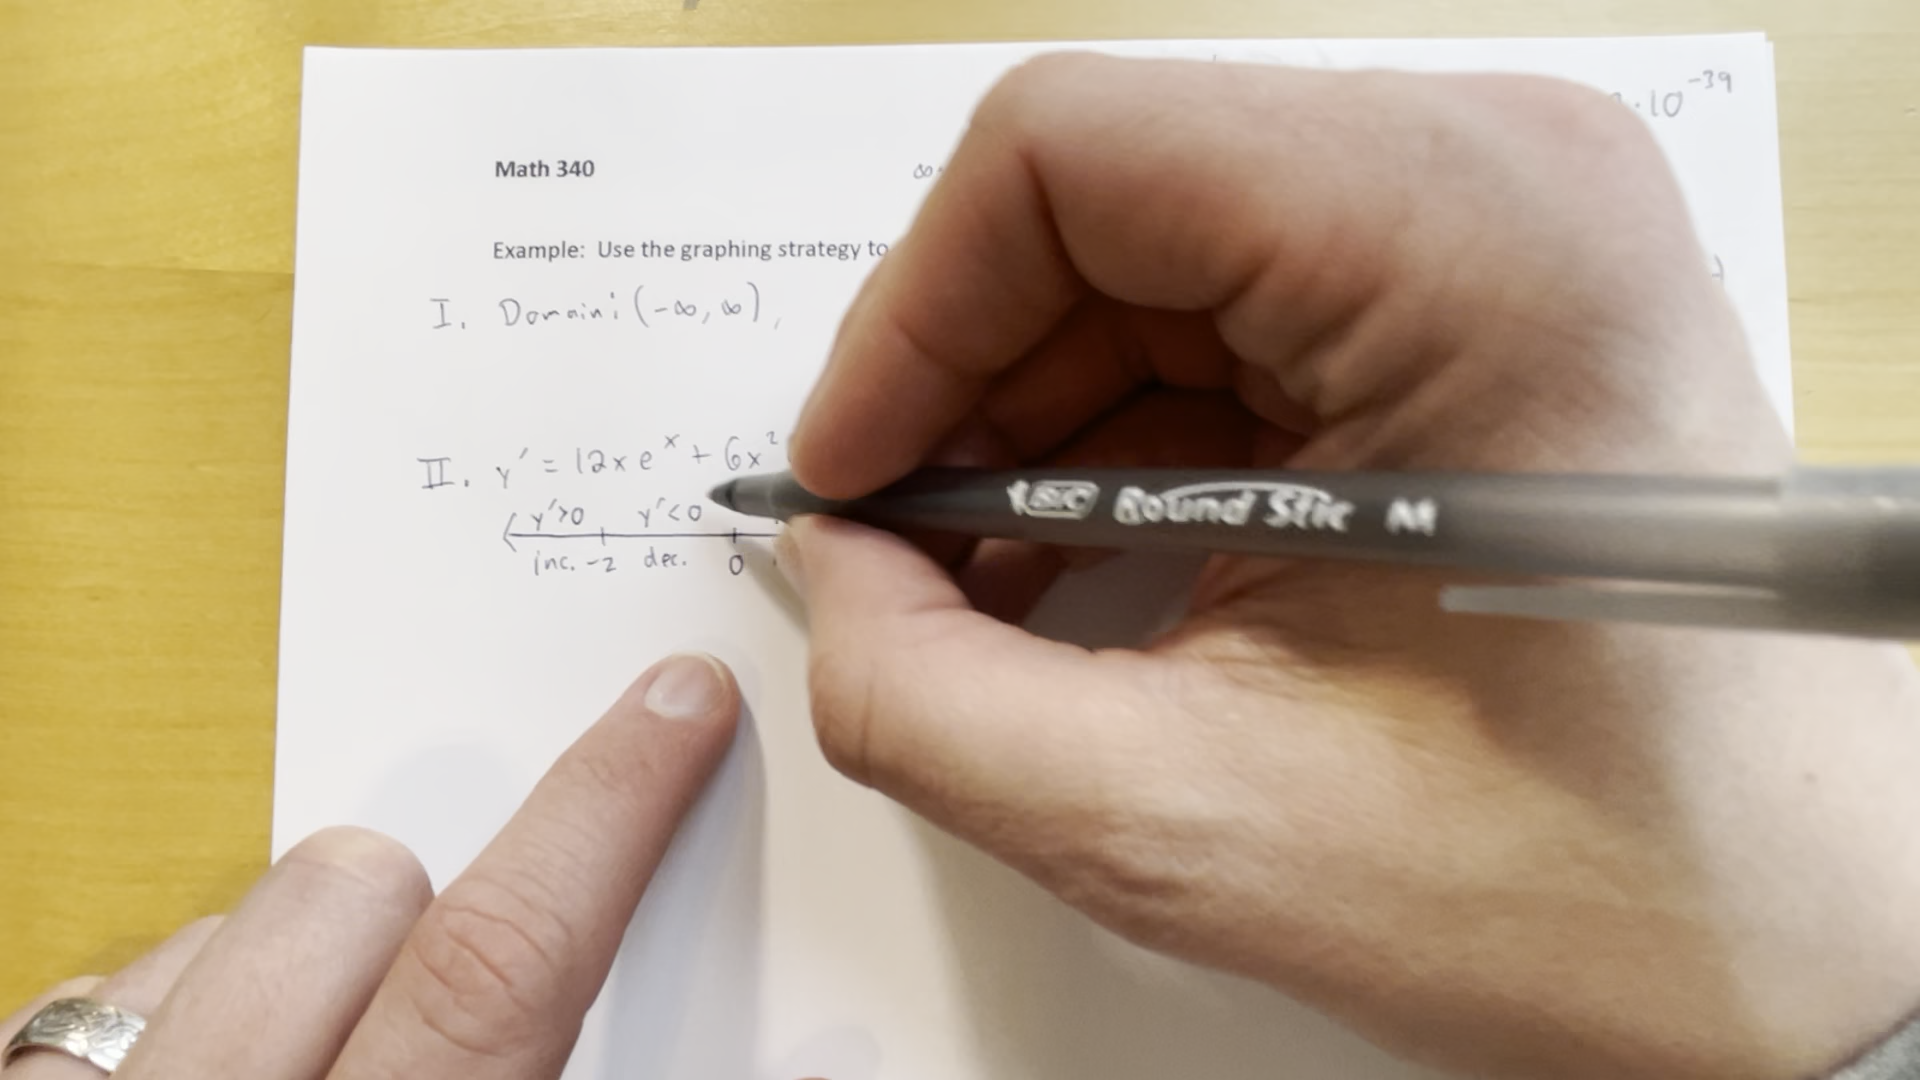 ·10⁻³⁹
Math 340
∞·
Example: Use the graphing strategy to
I. Domain: (-∞, ∞),
II. y' = 12x eˣ + 6x²
y'>0 y'<0
inc. -2 dec. 0
BIC Round Stic M